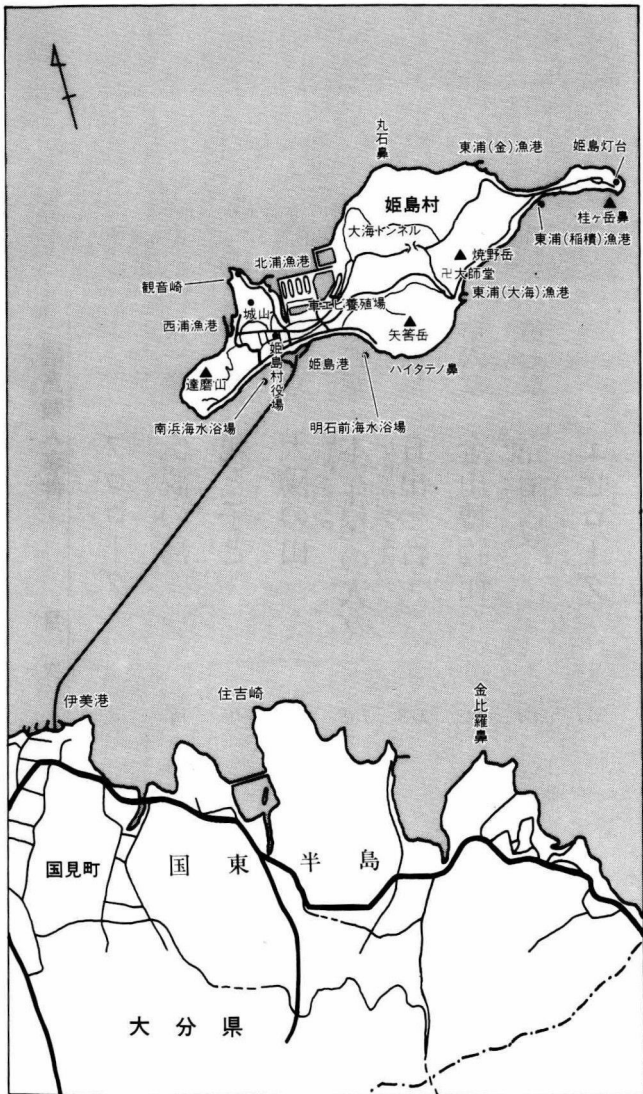 丸石鼻
東浦(金)漁港
姫島灯台
姫島村
桂ヶ岳鼻
大海トンネル
東浦(稲積)漁港
焼野岳
北浦漁港
卍大師堂
観音崎
東浦(大海)漁港
車エビ養殖場
城山
西浦漁港
矢筈岳
姫島港
ハイタテノ鼻
姫島村役場
達磨山
南浜海水浴場
明石前海水浴場
伊美港
住吉崎
金比羅鼻
国見町
国東半島
大分県